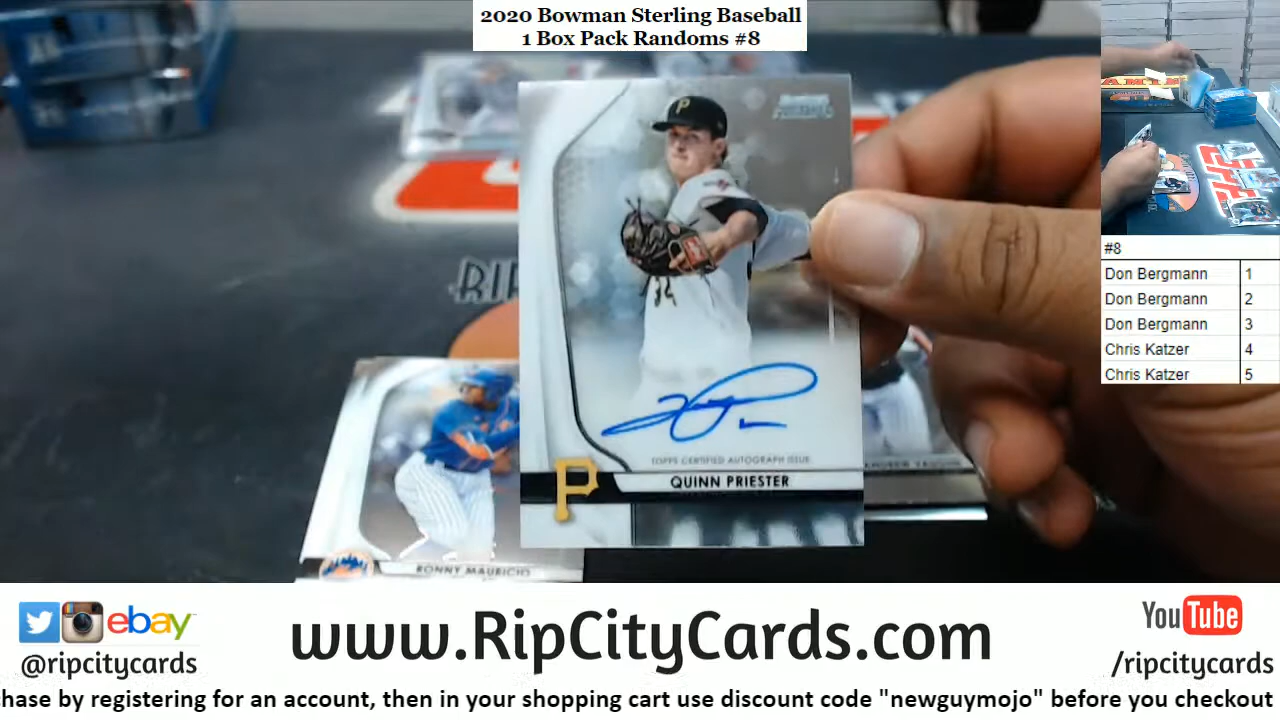 2020 Bowman Sterling Baseball
1 Box Pack Randoms #8
P
34
TOPPS CERTIFIED AUTOGRAPH ISSUE
P
QUINN PRIESTER
RIP
RONNY MAURICIO
#8
Don Bergmann 1
Don Bergmann 2
Don Bergmann 3
Chris Katzer 4
Chris Katzer 5
ebay
@ripcitycards
www.RipCityCards.com
YouTube
/ripcitycards
chase by registering for an account, then in your shopping cart use discount code "newguymojo" before you checkout